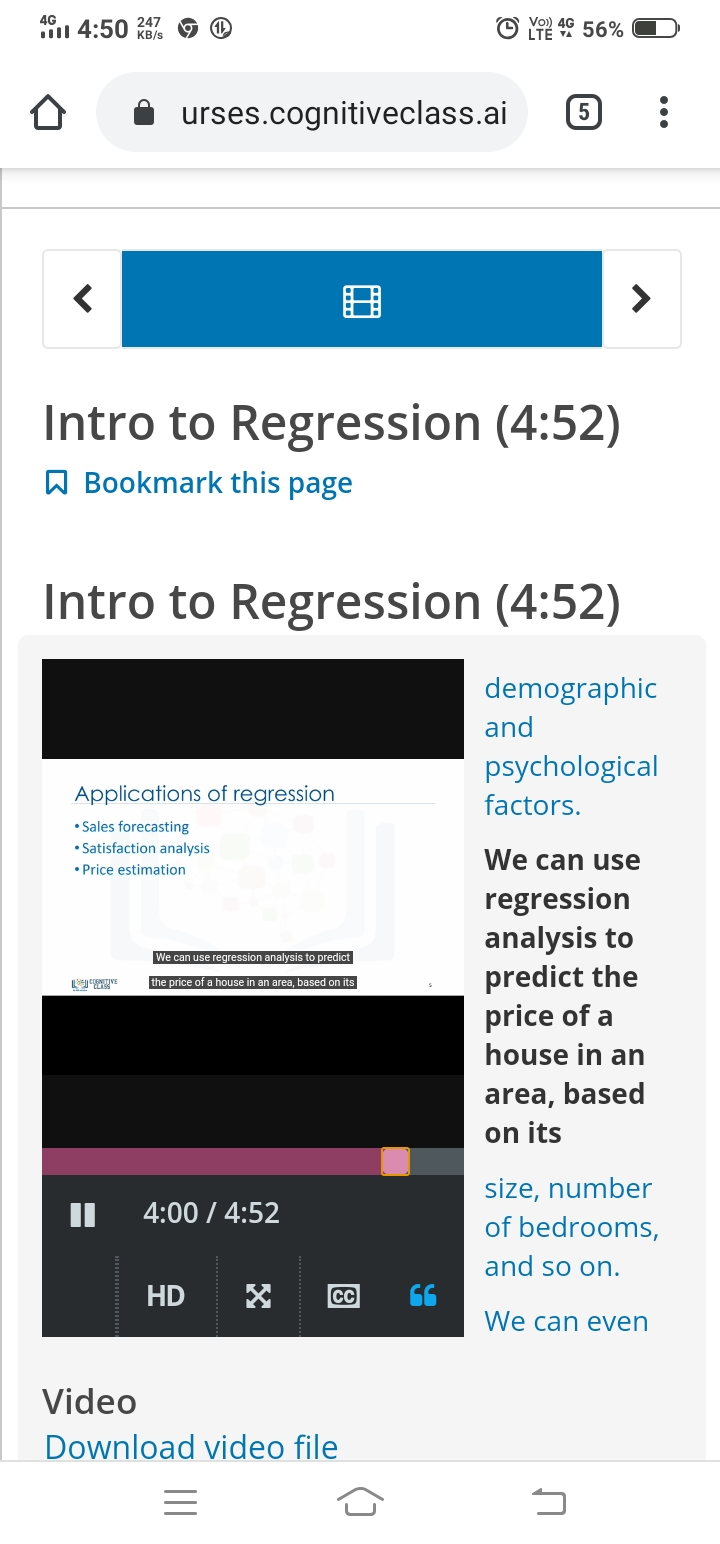 4G 4:50 247 KB/s Vo)) LTE 4G 56%
urses.cognitiveclass.ai 5
Intro to Regression (4:52)
Bookmark this page
Intro to Regression (4:52)
Applications of regression
• Sales forecasting
• Satisfaction analysis
• Price estimation
We can use regression analysis to predict
the price of a house in an area, based on its
COGNITIVE
CLASS
5
4:00 / 4:52
HD CC
demographic
and
psychological
factors.
We can use
regression
analysis to
predict the
price of a
house in an
area, based
on its
size, number
of bedrooms,
and so on.
We can even
Video
Download video file